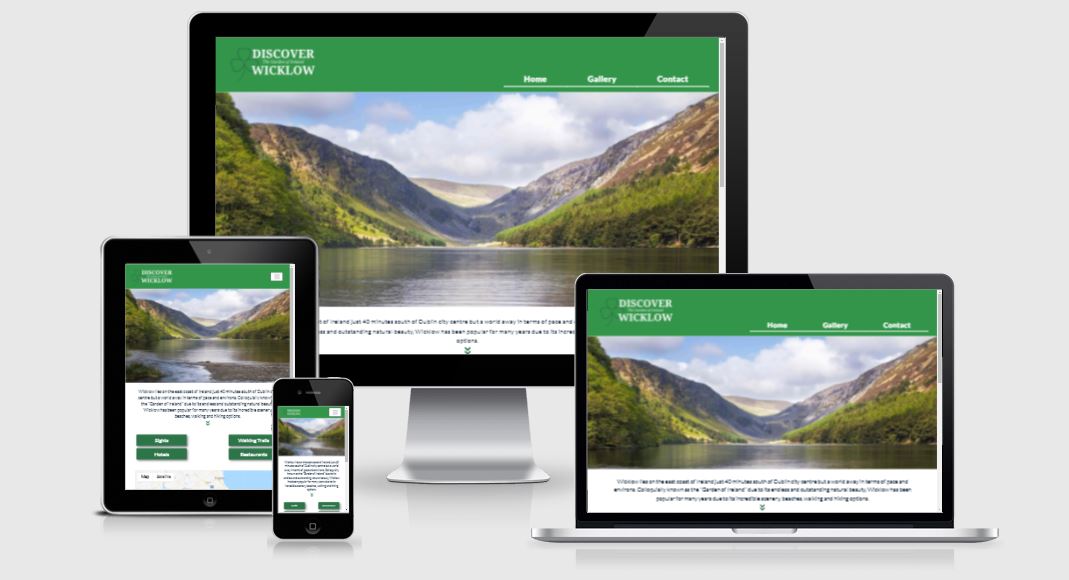 DISCOVER
The Garden of Ireland
WICKLOW
Home
Gallery
Contact
of Ireland just 40 minutes south of Dublin city centre but a world away in terms of pace and
and outstanding natural beauty, Wicklow has been popular for many years due to its incredible
options.
DISCOVER
WICKLOW
Wicklow lies on the east coast of Ireland just 40 minutes south of Dublin city
centre but a world away in terms of pace and environs. Colloquially known
the "Garden of Ireland" due to its endless and outstanding natural beauty,
Wicklow has been popular for many years due to its incredible scenery,
beaches, walking and hiking options.
Sights
Walking Trails
Hotels
Restaurants
Map
Satellite
DISCOVER
WICKLOW
DISCOVER
The Garden of Ireland
WICKLOW
Home
Gallery
Contact
Wicklow lies on the east coast of Ireland just 40 minutes south of Dublin city centre but a world away in terms of pace and
environs. Colloquially known as the "Garden of Ireland" due to its endless and outstanding natural beauty, Wicklow has been
popular for many years due to its incredible scenery, beaches, walking and hiking options.